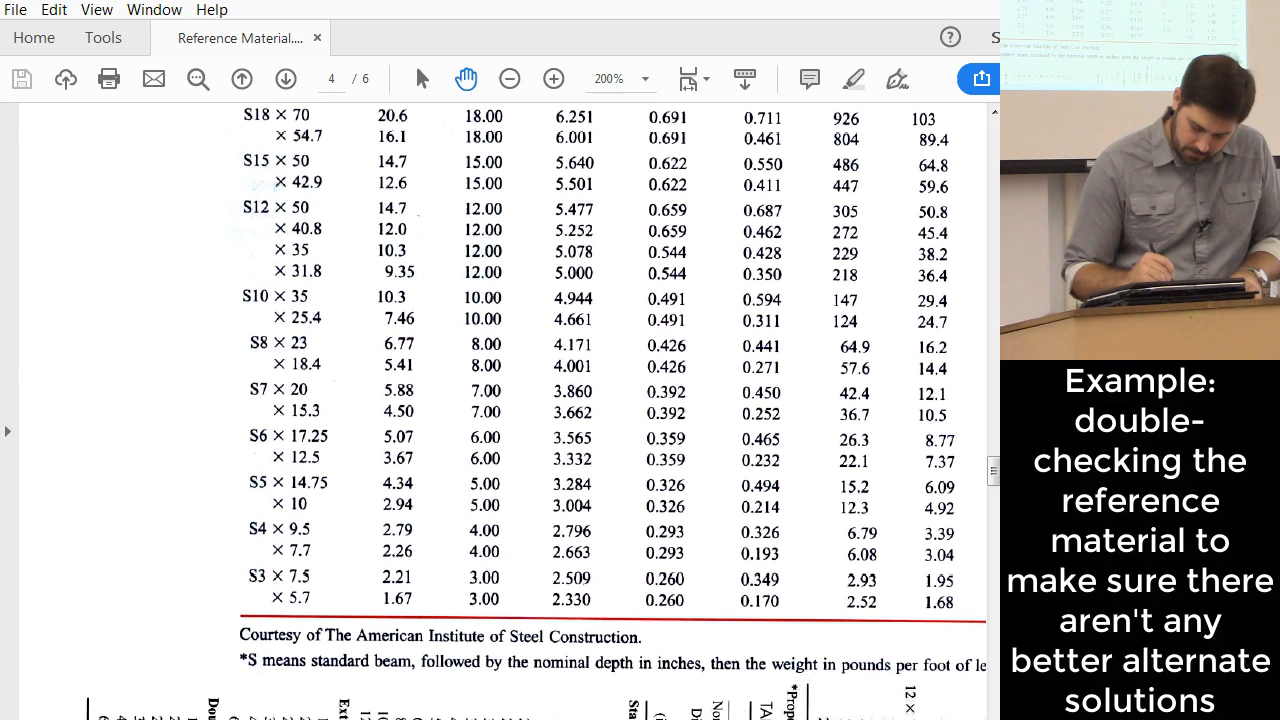 File Edit View Window Help
Home Tools Reference Material.... × ? S
4 / 6 200%
S18 × 70 20.6 18.00 6.251 0.691 0.711 926 103
× 54.7 16.1 18.00 6.001 0.691 0.461 804 89.4
S15 × 50 14.7 15.00 5.640 0.622 0.550 486 64.8
× 42.9 12.6 15.00 5.501 0.622 0.411 447 59.6
S12 × 50 14.7 12.00 5.477 0.659 0.687 305 50.8
× 40.8 12.0 12.00 5.252 0.659 0.462 272 45.4
× 35 10.3 12.00 5.078 0.544 0.428 229 38.2
× 31.8 9.35 12.00 5.000 0.544 0.350 218 36.4
S10 × 35 10.3 10.00 4.944 0.491 0.594 147 29.4
× 25.4 7.46 10.00 4.661 0.491 0.311 124 24.7
S8 × 23 6.77 8.00 4.171 0.426 0.441 64.9 16.2
× 18.4 5.41 8.00 4.001 0.426 0.271 57.6 14.4
S7 × 20 5.88 7.00 3.860 0.392 0.450 42.4 12.1
× 15.3 4.50 7.00 3.662 0.392 0.252 36.7 10.5
S6 × 17.25 5.07 6.00 3.565 0.359 0.465 26.3 8.77
× 12.5 3.67 6.00 3.332 0.359 0.232 22.1 7.37
S5 × 14.75 4.34 5.00 3.284 0.326 0.494 15.2 6.09
× 10 2.94 5.00 3.004 0.326 0.214 12.3 4.92
S4 × 9.5 2.79 4.00 2.796 0.293 0.326 6.79 3.39
× 7.7 2.26 4.00 2.663 0.293 0.193 6.08 3.04
S3 × 7.5 2.21 3.00 2.509 0.260 0.349 2.93 1.95
× 5.7 1.67 3.00 2.330 0.260 0.170 2.52 1.68
Courtesy of The American Institute of Steel Construction.
*S means standard beam, followed by the nominal depth in inches, then the weight in pounds per foot of le
Example:
double-
checking the
reference
material to
make sure there
aren't any
better alternate
solutions